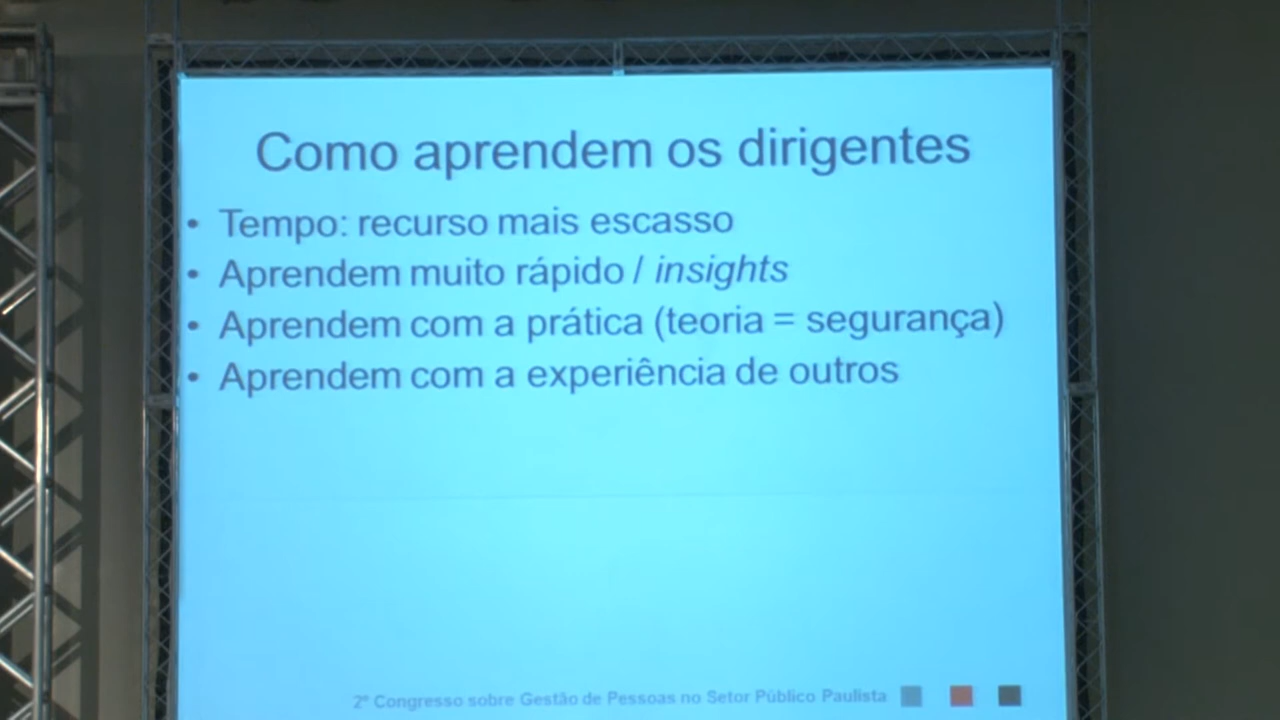 Como aprendem os dirigentes
• Tempo: recurso mais escasso
• Aprendem muito rápido / insights
• Aprendem com a prática (teoria = segurança)
• Aprendem com a experiência de outros
2º Congresso sobre Gestão de Pessoas no Setor Público Paulista